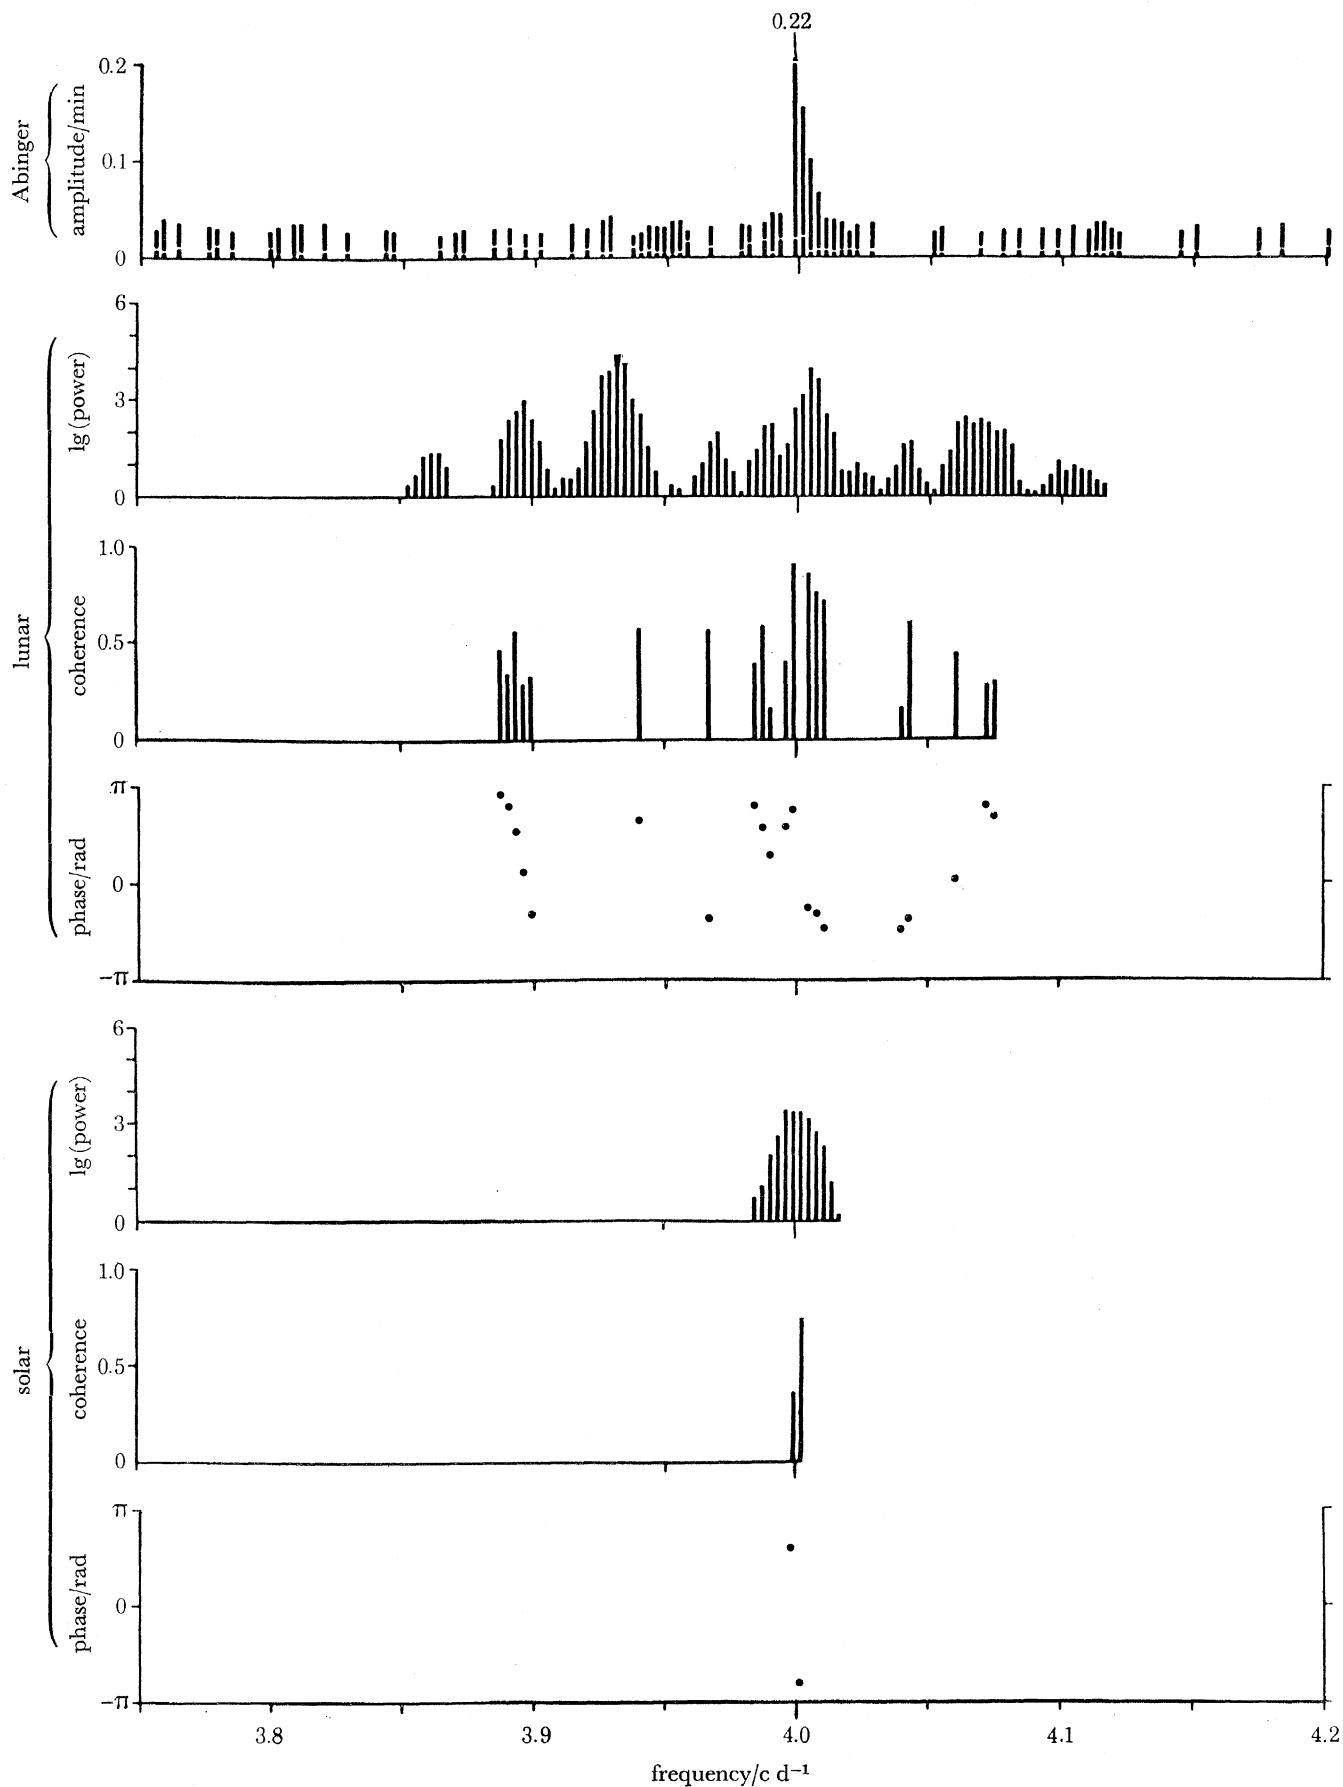 0.22
Abinger
amplitude/min
0.2
0.1
0
lunar
lg (power)
6
3
0
coherence
1.0
0.5
0
phase/rad
π
0
−π
solar
lg (power)
6
3
0
coherence
1.0
0.5
0
phase/rad
π
0
−π
3.8 3.9 4.0 4.1 4.2
frequency/c d⁻¹